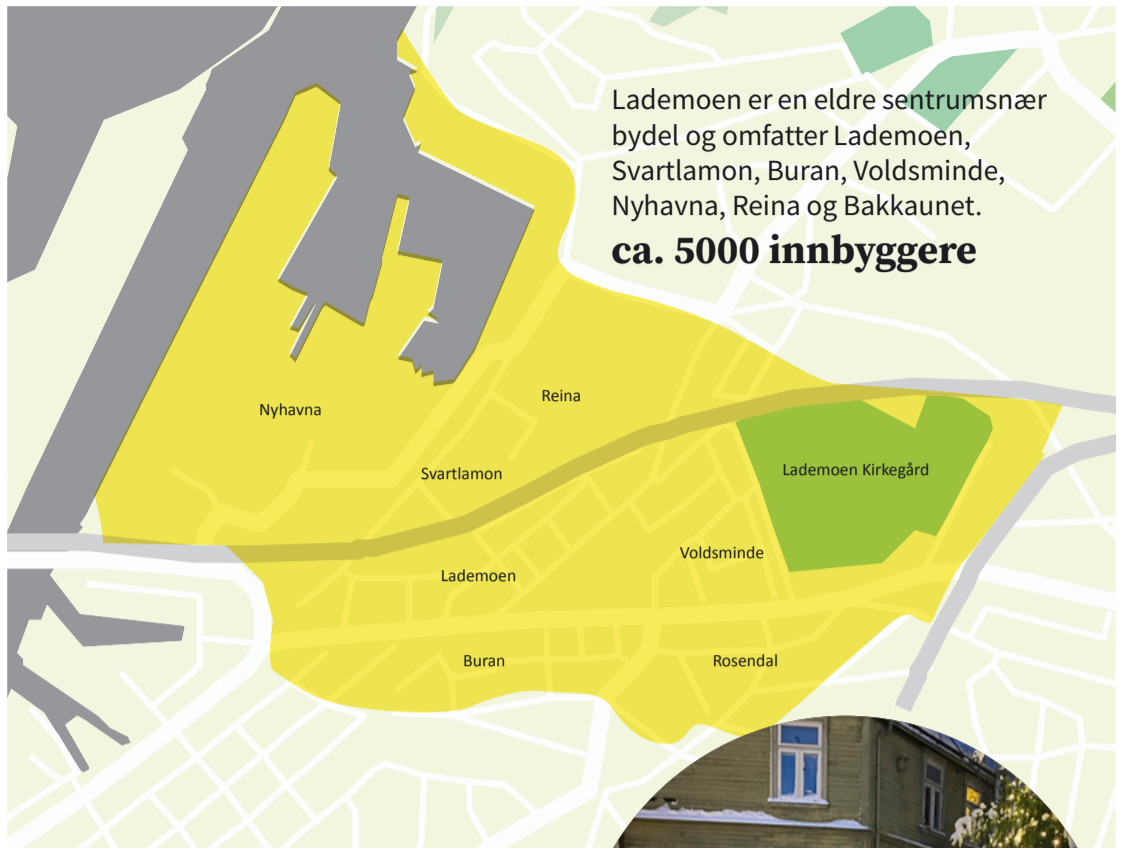 Lademoen er en eldre sentrumsnær
bydel og omfatter Lademoen,
Svartlamon, Buran, Voldsminde,
Nyhavna, Reina og Bakkaunet.
ca. 5000 innbyggere
Reina
Nyhavna
Svartlamon
Lademoen Kirkegård
Voldsminde
Lademoen
Buran
Rosendal